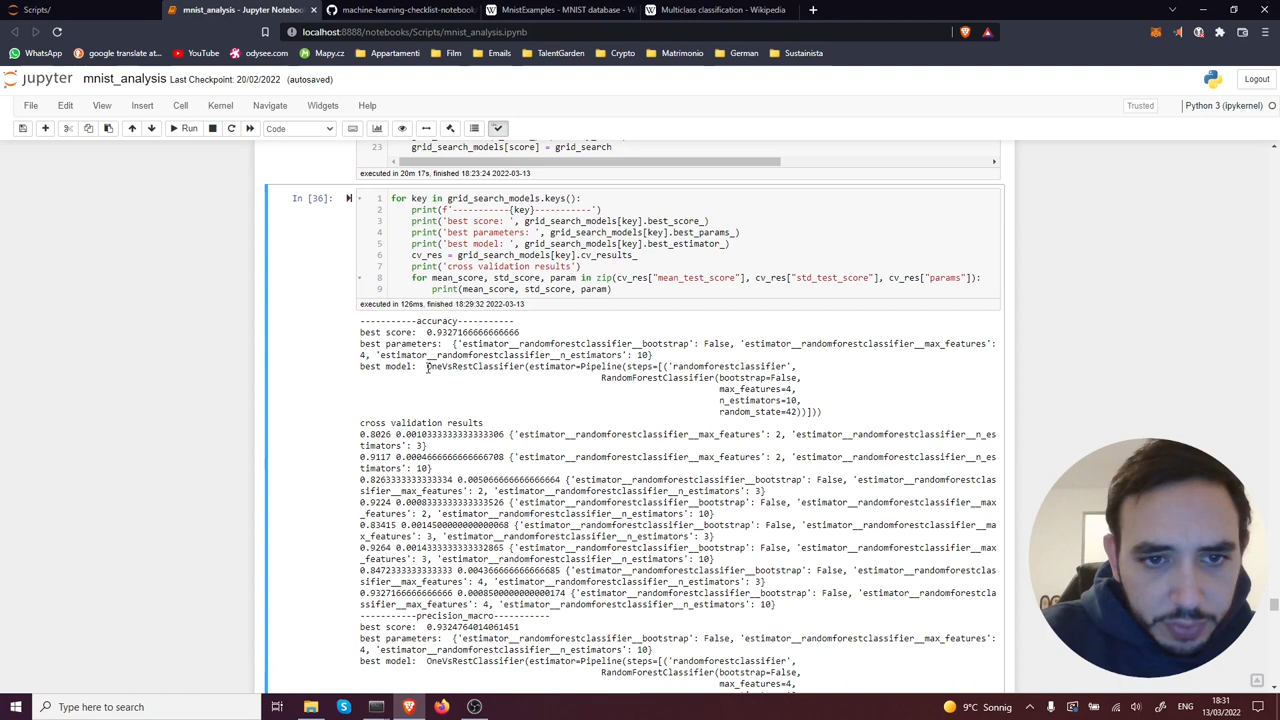 Scripts/
mnist_analysis - Jupyter Noteboo
machine-learning-checklist-notebook
MnistExamples - MNIST database - W
Multiclass classification - Wikipedia
localhost:8888/notebooks/Scripts/mnist_analysis.ipynb
WhatsApp
google translate at...
YouTube
odysee.com
Mapy.cz
Appartamenti
Film
Emails
TalentGarden
Crypto
Matrimonio
German
Sustainista
jupyter mnist_analysis Last Checkpoint: 20/02/2022 (autosaved)
Logout
File Edit View Insert Cell Kernel Navigate Widgets Help
Trusted
Python 3 (ipykernel)
Run
Code
23 grid_search_models[score] = grid_search
executed in 20m 17s, finished 18:23:24 2022-03-13
In [36]:
1 for key in grid_search_models.keys():
2 print(f'-----------{key}-----------')
3 print('best score: ', grid_search_models[key].best_score_)
4 print('best parameters: ', grid_search_models[key].best_params_)
5 print('best model: ', grid_search_models[key].best_estimator_)
6 cv_res = grid_search_models[key].cv_results_
7 print('cross validation results')
8 for mean_score, std_score, param in zip(cv_res["mean_test_score"], cv_res["std_test_score"], cv_res["params"]):
9 print(mean_score, std_score, param)
executed in 126ms, finished 18:29:32 2022-03-13
-----------accuracy-----------
best score:  0.9327166666666666
best parameters:  {'estimator__randomforestclassifier__bootstrap': False, 'estimator__randomforestclassifier__max_features':
4, 'estimator__randomforestclassifier__n_estimators': 10}
best model:  OneVsRestClassifier(estimator=Pipeline(steps=[('randomforestclassifier',
RandomForestClassifier(bootstrap=False,
max_features=4,
n_estimators=10,
random_state=42))]))
cross validation results
0.8026 0.0010333333333333306 {'estimator__randomforestclassifier__max_features': 2, 'estimator__randomforestclassifier__n_es
timators': 3}
0.9117 0.0004666666666666708 {'estimator__randomforestclassifier__max_features': 2, 'estimator__randomforestclassifier__n_es
timators': 10}
0.8263333333333334 0.005066666666666664 {'estimator__randomforestclassifier__bootstrap': False, 'estimator__randomforestclas
sifier__max_features': 2, 'estimator__randomforestclassifier__n_estimators': 3}
0.9224 0.0008333333333333526 {'estimator__randomforestclassifier__bootstrap': False, 'estimator__randomforestclassifier__max
_features': 2, 'estimator__randomforestclassifier__n_estimators': 10}
0.83415 0.0014500000000000068 {'estimator__randomforestclassifier__bootstrap': False, 'estimator__randomforestclassifier__ma
x_features': 3, 'estimator__randomforestclassifier__n_estimators': 3}
0.9264 0.0014333333333332865 {'estimator__randomforestclassifier__bootstrap': False, 'estimator__randomforestclassifier__max
_features': 3, 'estimator__randomforestclassifier__n_estimators': 10}
0.8472333333333333 0.004366666666666685 {'estimator__randomforestclassifier__bootstrap': False, 'estimator__randomforestclas
sifier__max_features': 4, 'estimator__randomforestclassifier__n_estimators': 3}
0.9327166666666666 0.0008500000000000174 {'estimator__randomforestclassifier__bootstrap': False, 'estimator__randomforestcla
ssifier__max_features': 4, 'estimator__randomforestclassifier__n_estimators': 10}
-----------precision_macro-----------
best score:  0.9324764014061451
best parameters:  {'estimator__randomforestclassifier__bootstrap': False, 'estimator__randomforestclassifier__max_features':
4, 'estimator__randomforestclassifier__n_estimators': 10}
best model:  OneVsRestClassifier(estimator=Pipeline(steps=[('randomforestclassifier',
RandomForestClassifier(bootstrap=False,
max_features=4,
Type here to search
9°C Sonnig
18:31
13/03/2022